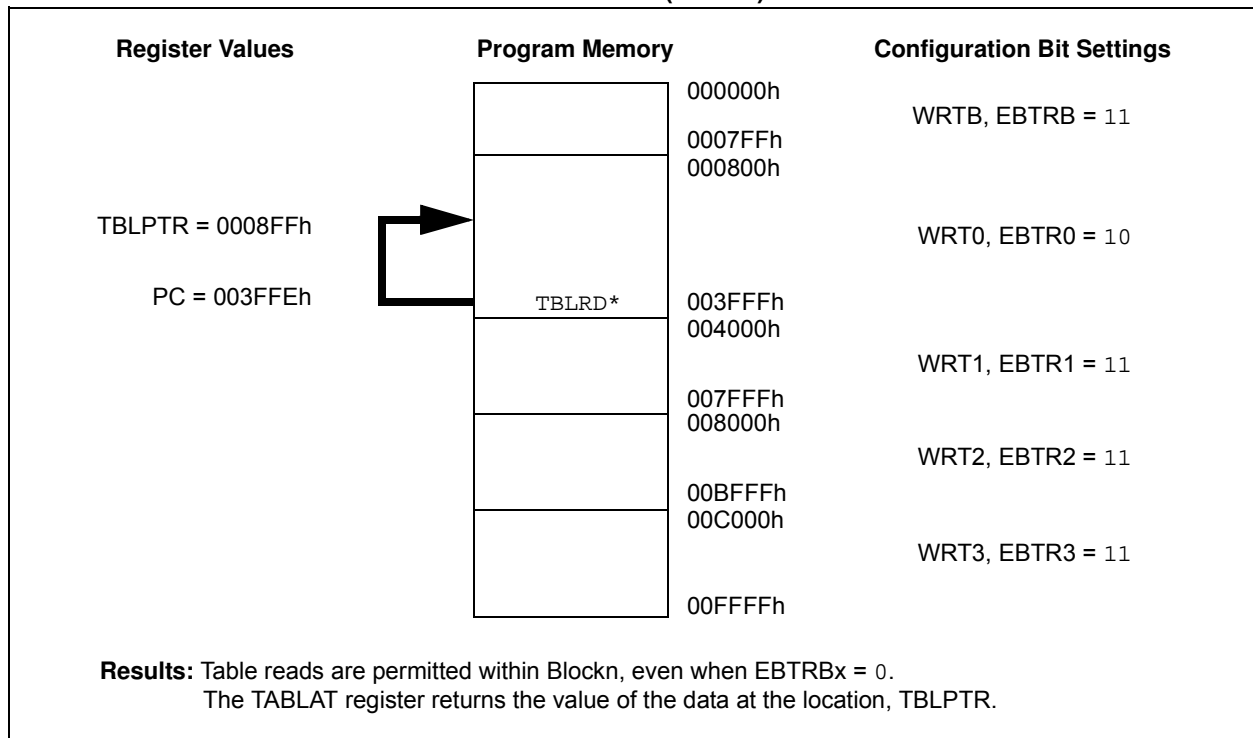 Register Values Program Memory Configuration Bit Settings
000000h
WRTB, EBTRB = 11
0007FFh
000800h
TBLPTR = 0008FFh
WRT0, EBTR0 = 10
PC = 003FFEh
TBLRD* 003FFFh
004000h
WRT1, EBTR1 = 11
007FFFh
008000h
WRT2, EBTR2 = 11
00BFFFh
00C000h
WRT3, EBTR3 = 11
00FFFFh
Results: Table reads are permitted within Blockn, even when EBTRBx = 0.
The TABLAT register returns the value of the data at the location, TBLPTR.